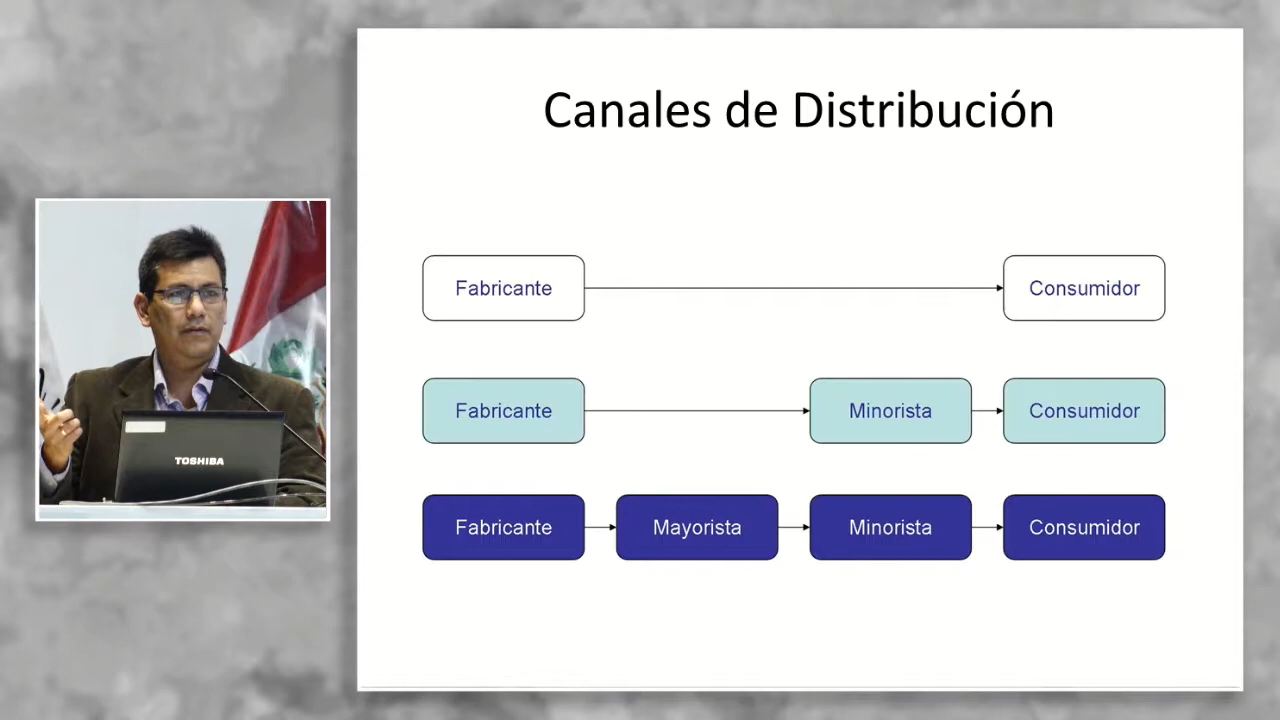 Canales de Distribución
Fabricante
Consumidor
Fabricante
Minorista
Consumidor
Fabricante
Mayorista
Minorista
Consumidor
TOSHIBA